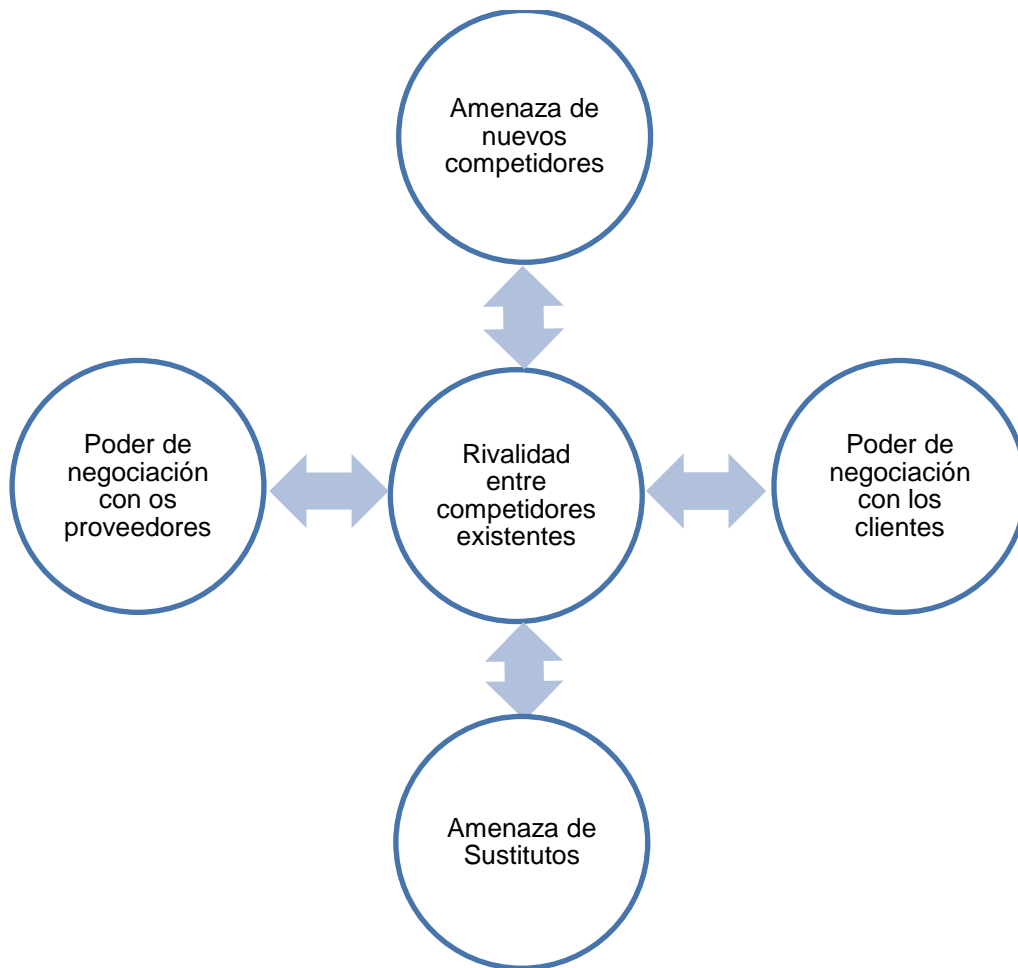 Amenaza de
nuevos
competidores
Poder de
negociación
con os
proveedores
Rivalidad
entre
competidores
existentes
Poder de
negociación
con los
clientes
Amenaza de
Sustitutos